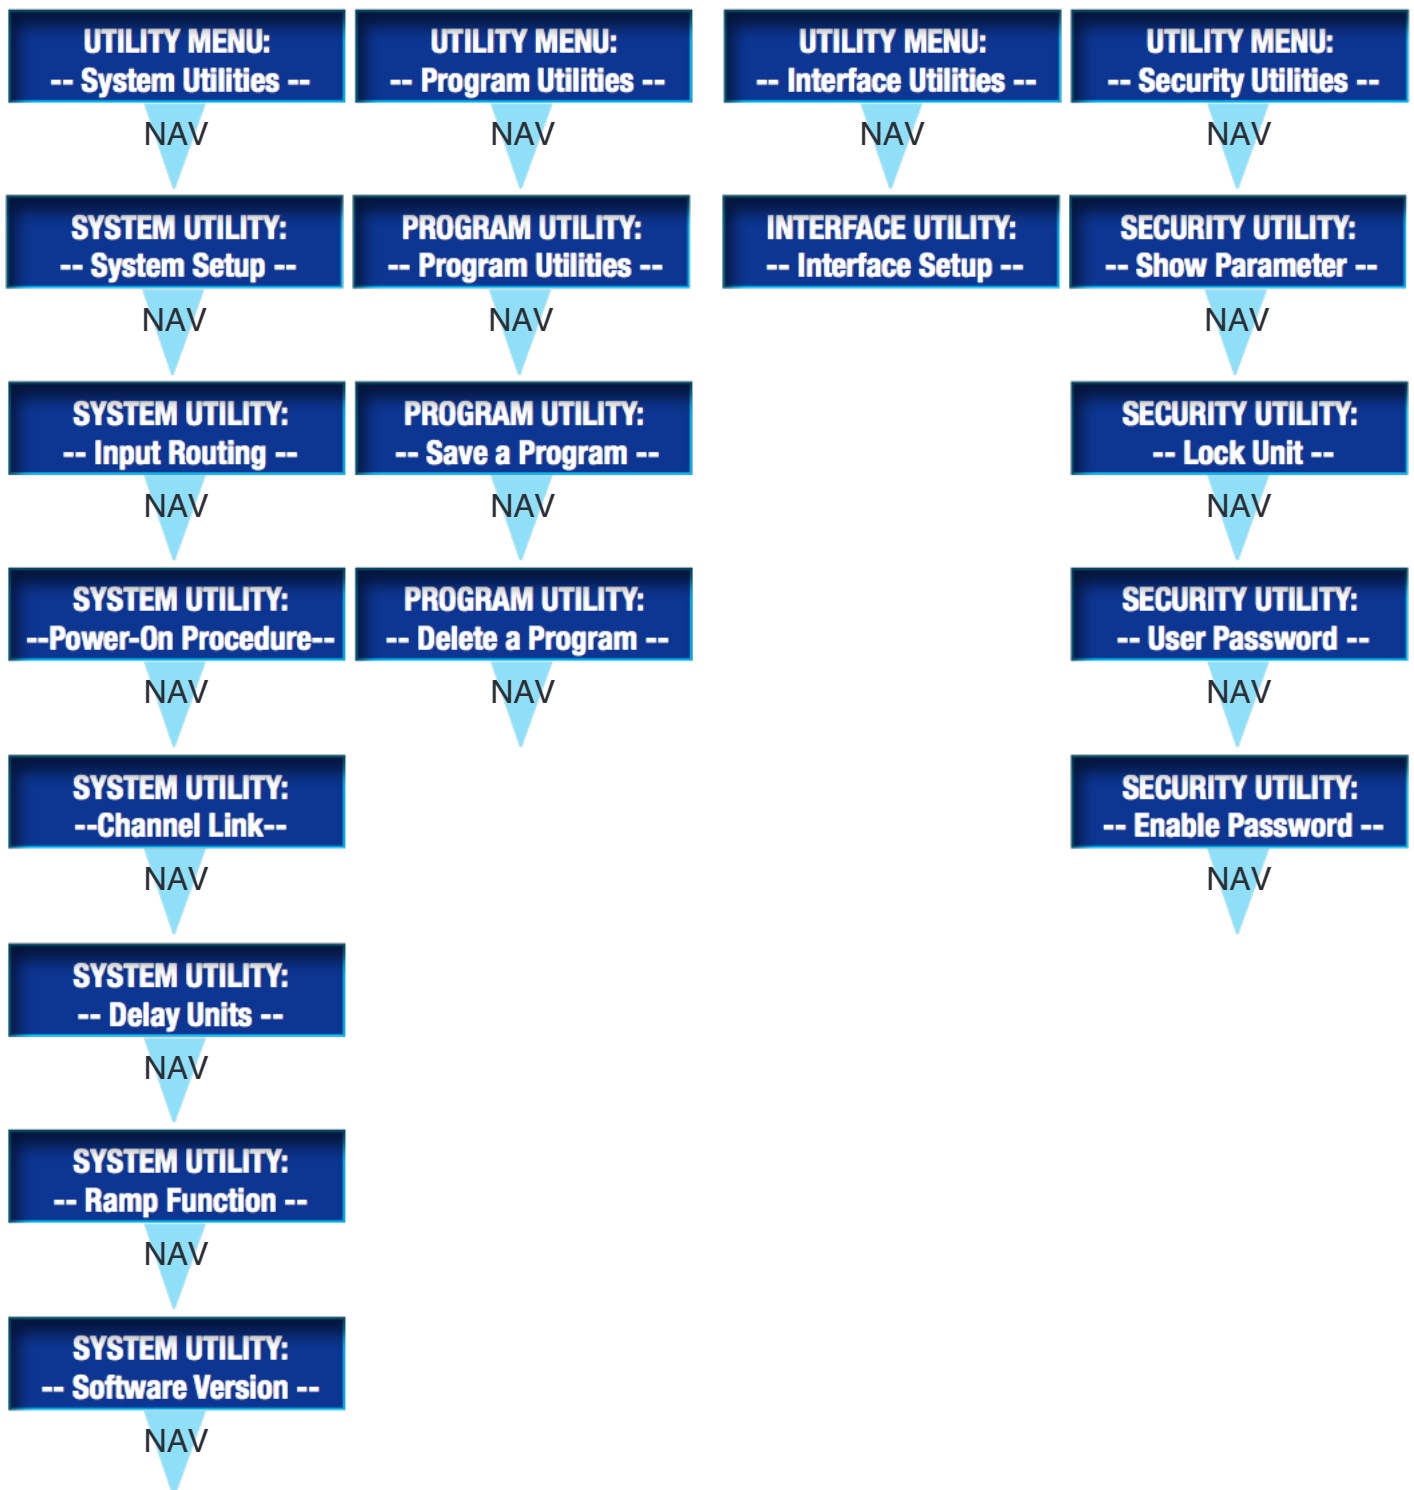 UTILITY MENU:
-- System Utilities --
NAV
SYSTEM UTILITY:
-- System Setup --
NAV
SYSTEM UTILITY:
-- Input Routing --
NAV
SYSTEM UTILITY:
--Power-On Procedure--
NAV
SYSTEM UTILITY:
--Channel Link--
NAV
SYSTEM UTILITY:
-- Delay Units --
NAV
SYSTEM UTILITY:
-- Ramp Function --
NAV
SYSTEM UTILITY:
-- Software Version --
NAV
UTILITY MENU:
-- Program Utilities --
NAV
PROGRAM UTILITY:
-- Program Utilities --
NAV
PROGRAM UTILITY:
-- Save a Program --
NAV
PROGRAM UTILITY:
-- Delete a Program --
NAV
UTILITY MENU:
-- Interface Utilities --
NAV
INTERFACE UTILITY:
-- Interface Setup --
UTILITY MENU:
-- Security Utilities --
NAV
SECURITY UTILITY:
-- Show Parameter --
NAV
SECURITY UTILITY:
-- Lock Unit --
NAV
SECURITY UTILITY:
-- User Password --
NAV
SECURITY UTILITY:
-- Enable Password --
NAV